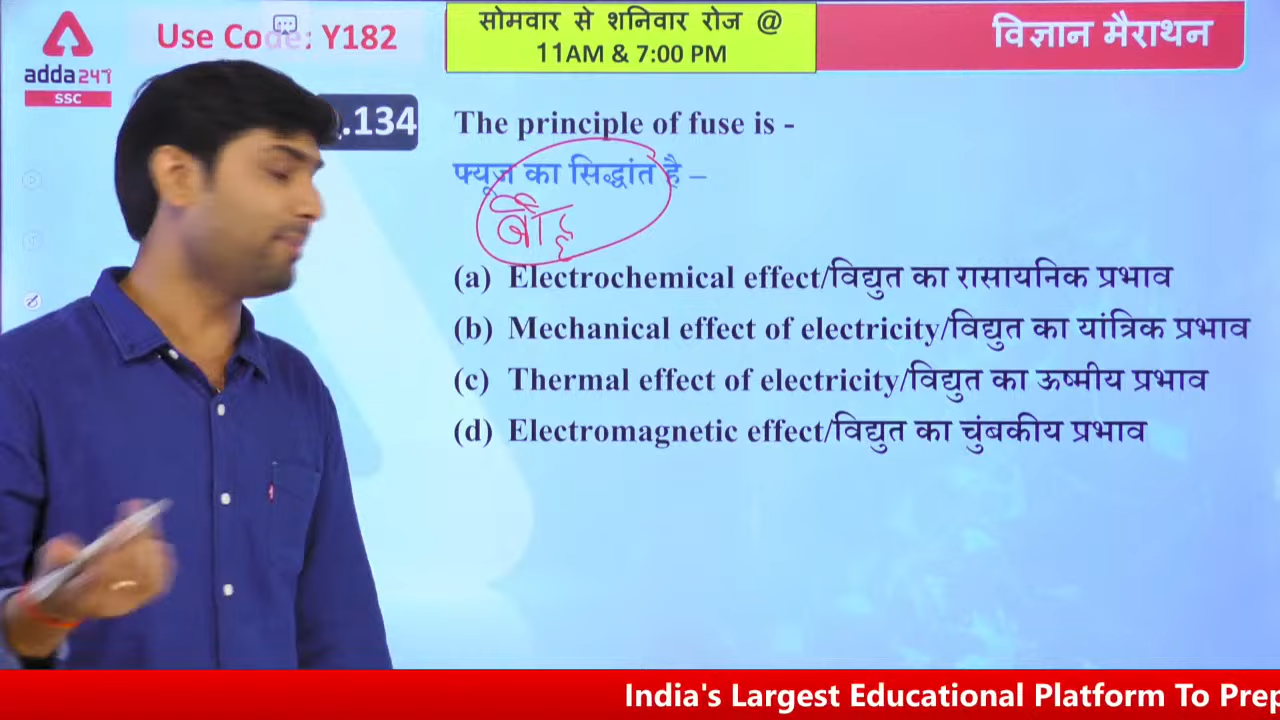 adda247
SSC
Use Code: Y182
सोमवार से शनिवार रोज @
11AM & 7:00 PM
विज्ञान मैराथन
.134
The principle of fuse is -
फ्यूज का सिद्धांत है –
(a) Electrochemical effect/विद्युत का रासायनिक प्रभाव
(b) Mechanical effect of electricity/विद्युत का यांत्रिक प्रभाव
(c) Thermal effect of electricity/विद्युत का ऊष्मीय प्रभाव
(d) Electromagnetic effect/विद्युत का चुंबकीय प्रभाव
India's Largest Educational Platform To Prep